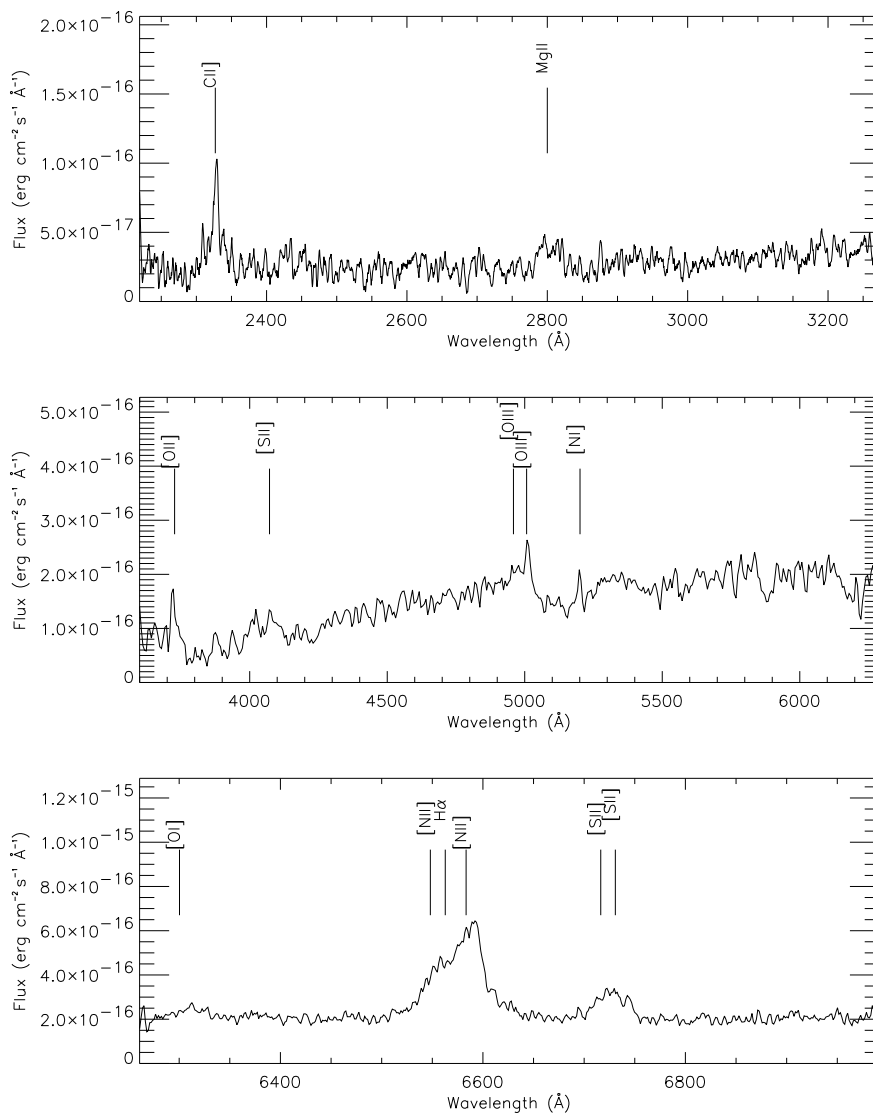 2.0×10⁻¹⁶
1.5×10⁻¹⁶
1.0×10⁻¹⁶
5.0×10⁻¹⁷
0
Flux (erg cm⁻² s⁻¹ Å⁻¹)
CII]
MgII
2400 2600 2800 3000 3200
Wavelength (Å)
5.0×10⁻¹⁶
4.0×10⁻¹⁶
3.0×10⁻¹⁶
2.0×10⁻¹⁶
1.0×10⁻¹⁶
0
Flux (erg cm⁻² s⁻¹ Å⁻¹)
[OII]
[SII]
[OIII]
[OIII]
[NI]
4000 4500 5000 5500 6000
Wavelength (Å)
1.2×10⁻¹⁵
1.0×10⁻¹⁵
8.0×10⁻¹⁶
6.0×10⁻¹⁶
4.0×10⁻¹⁶
2.0×10⁻¹⁶
0
Flux (erg cm⁻² s⁻¹ Å⁻¹)
[OI]
[NII]
Hα
[NII]
[SII]
[SII]
6400 6600 6800
Wavelength (Å)